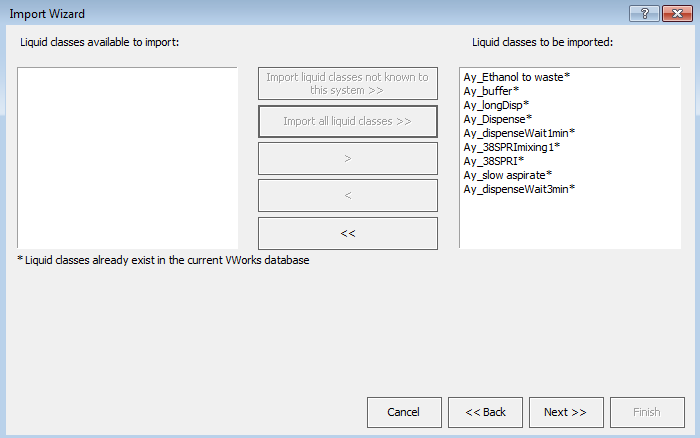 Import Wizard
?
Liquid classes available to import:
Liquid classes to be imported:
Import liquid classes not known to
this system >>
Import all liquid classes >>
>
<
<<
Ay_Ethanol to waste*
Ay_buffer*
Ay_longDisp*
Ay_Dispense*
Ay_dispenseWait1min*
Ay_38SPRImixing1*
Ay_38SPRI*
Ay_slow aspirate*
Ay_dispenseWait3min*
* Liquid classes already exist in the current VWorks database
Cancel
<< Back
Next >>
Finish